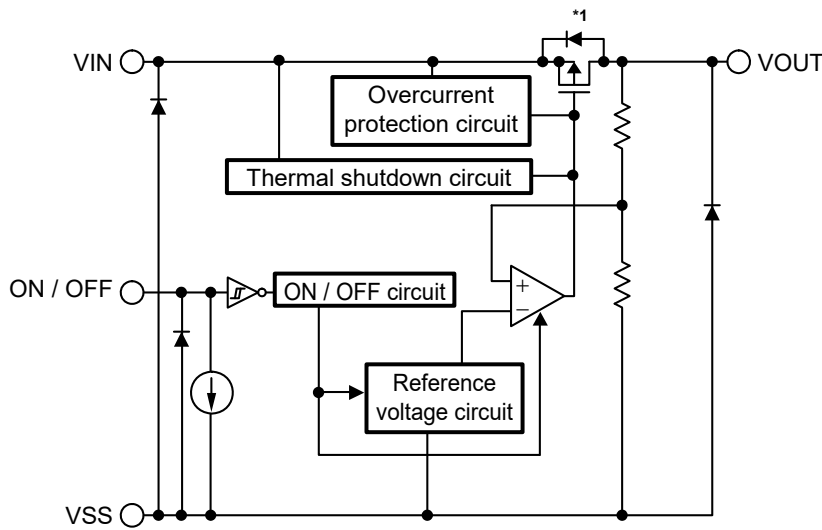 *1
VIN
VOUT
Overcurrent
protection circuit
Thermal shutdown circuit
ON / OFF
ON / OFF circuit
+
−
Reference
voltage circuit
VSS